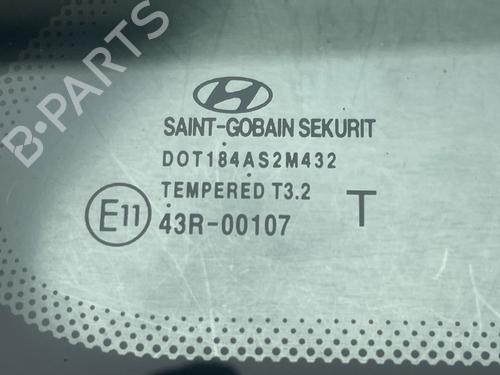 B-PARTS
SAINT-GOBAIN SEKURIT
DOT184AS2M432
TEMPERED T3.2
E11 43R-00107 T